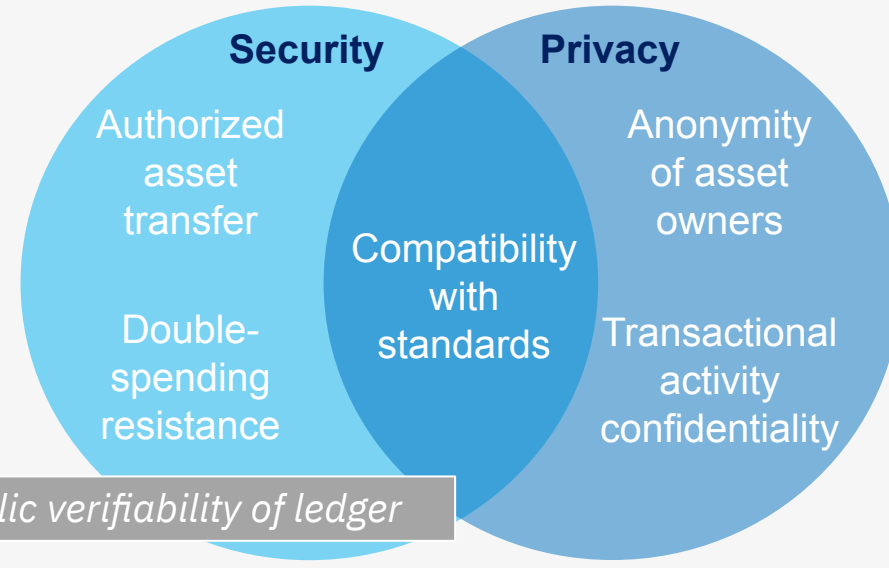 Security
Privacy
Authorized
asset
transfer
Double-
spending
resistance
Compatibility
with
standards
Anonymity
of asset
owners
Transactional
activity
confidentiality
verifiability of ledger